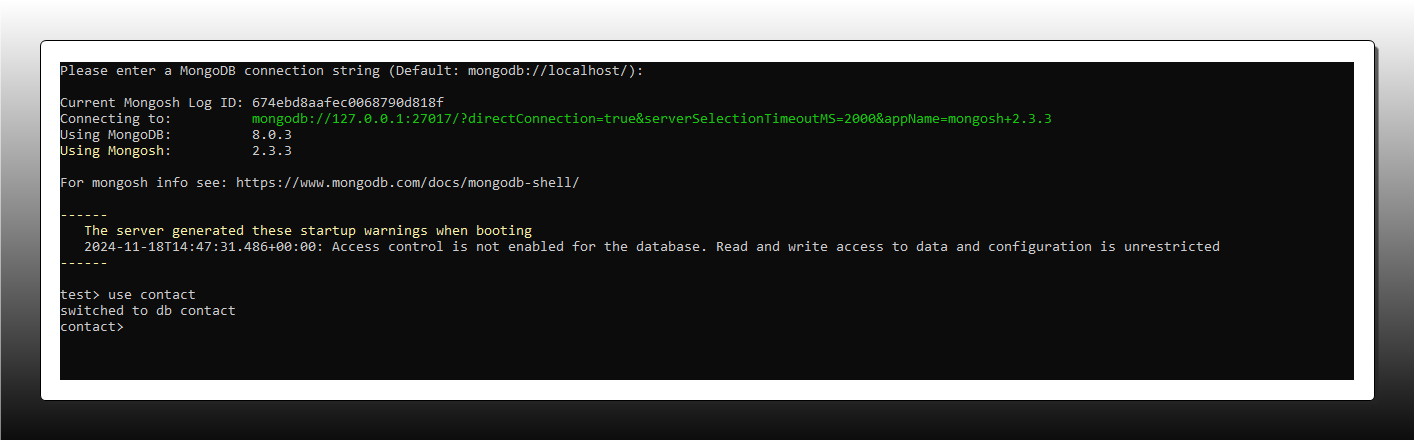 Please enter a MongoDB connection string (Default: mongodb://localhost/):
Current Mongosh Log ID: 674ebd8aafec0068790d818f
Connecting to: mongodb://127.0.0.1:27017/?directConnection=true&serverSelectionTimeoutMS=2000&appName=mongosh+2.3.3
Using MongoDB: 8.0.3
Using Mongosh: 2.3.3
For mongosh info see: https://www.mongodb.com/docs/mongodb-shell/
------
The server generated these startup warnings when booting
2024-11-18T14:47:31.486+00:00: Access control is not enabled for the database. Read and write access to data and configuration is unrestricted
------
test> use contact
switched to db contact
contact>